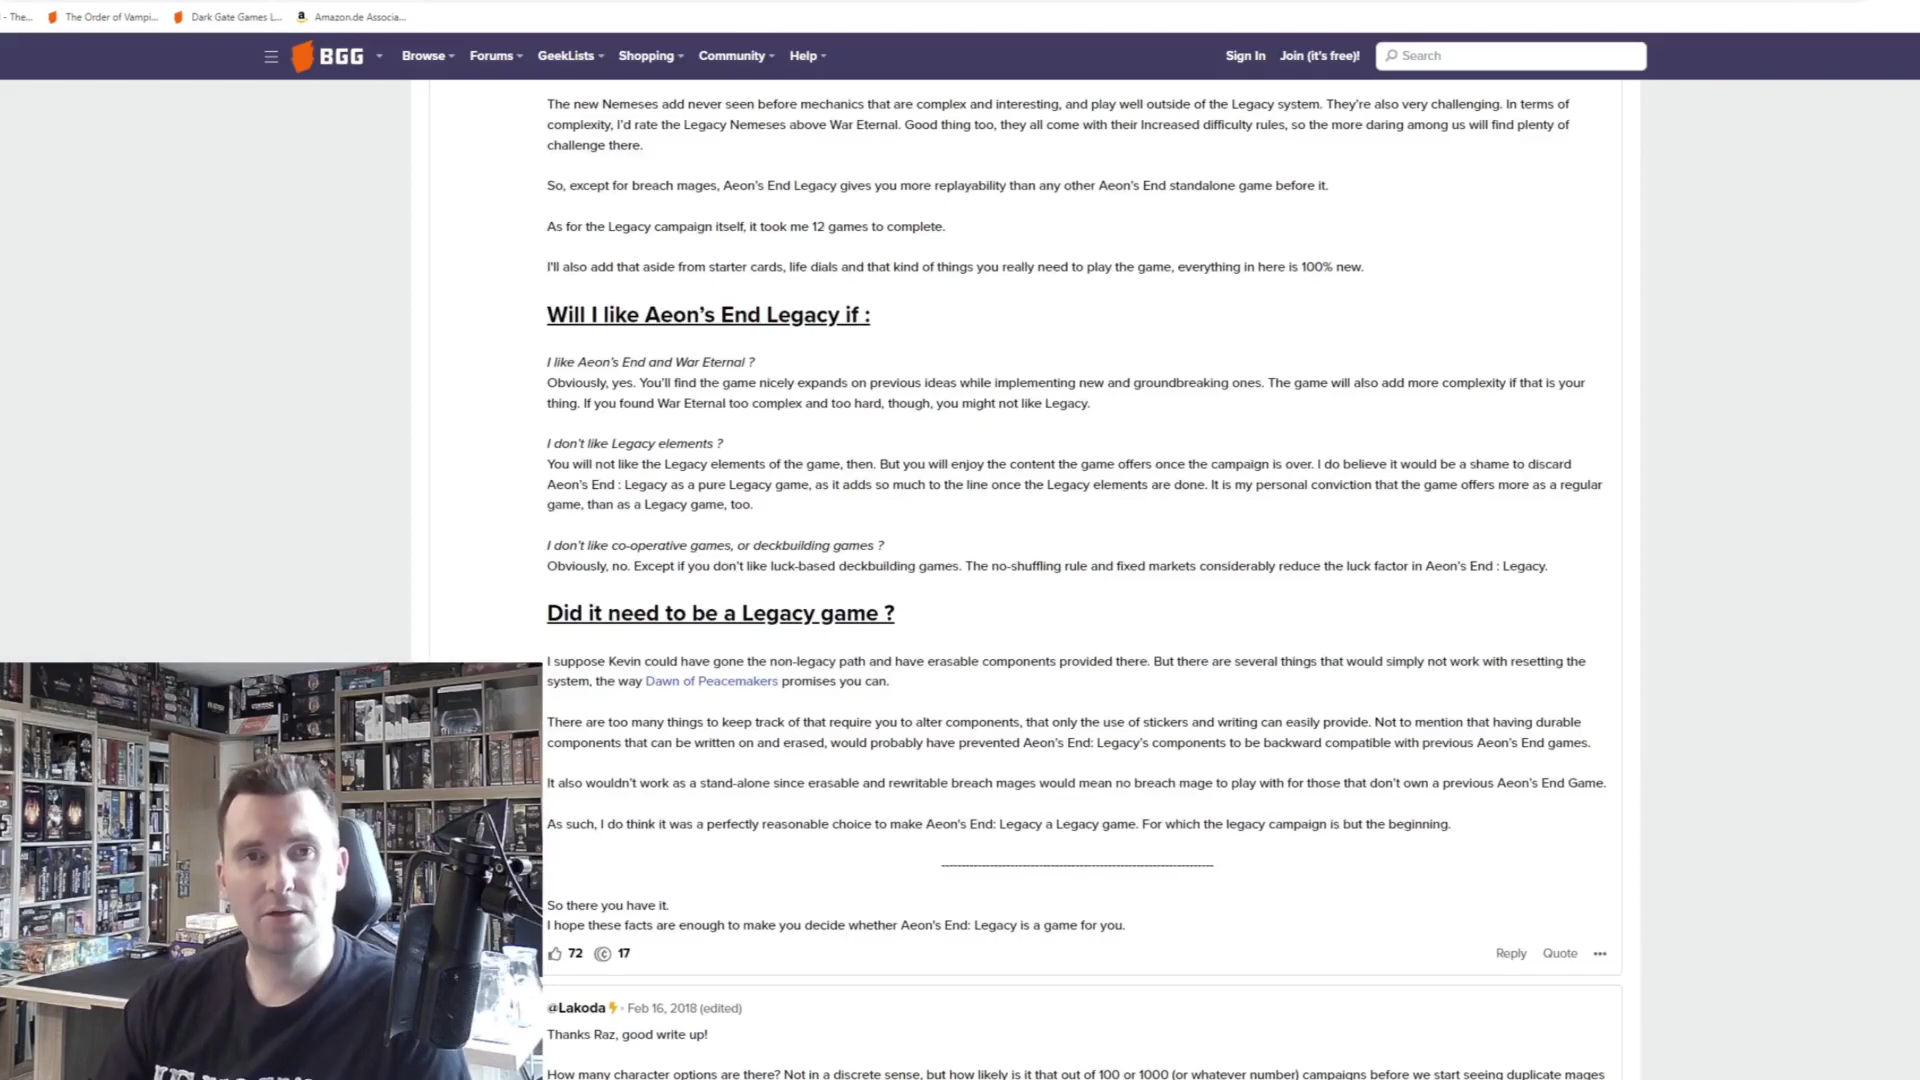 - The...
The Order of Vampi...
Dark Gate Games L...
Amazon.de Associa...
BGG
Browse
Forums
GeekLists
Shopping
Community
Help
Sign In
Join (it's free)!
Search
The new Nemeses add never seen before mechanics that are complex and interesting, and play well outside of the Legacy system. They're also very challenging. In terms of
complexity, I'd rate the Legacy Nemeses above War Eternal. Good thing too, they all come with their Increased difficulty rules, so the more daring among us will find plenty of
challenge there.
So, except for breach mages, Aeon's End Legacy gives you more replayability than any other Aeon's End standalone game before it.
As for the Legacy campaign itself, it took me 12 games to complete.
I'll also add that aside from starter cards, life dials and that kind of things you really need to play the game, everything in here is 100% new.
Will I like Aeon's End Legacy if :
I like Aeon's End and War Eternal ?
Obviously, yes. You'll find the game nicely expands on previous ideas while implementing new and groundbreaking ones. The game will also add more complexity if that is your
thing. If you found War Eternal too complex and too hard, though, you might not like Legacy.
I don't like Legacy elements ?
You will not like the Legacy elements of the game, then. But you will enjoy the content the game offers once the campaign is over. I do believe it would be a shame to discard
Aeon's End : Legacy as a pure Legacy game, as it adds so much to the line once the Legacy elements are done. It is my personal conviction that the game offers more as a regular
game, than as a Legacy game, too.
I don't like co-operative games, or deckbuilding games ?
Obviously, no. Except if you don't like luck-based deckbuilding games. The no-shuffling rule and fixed markets considerably reduce the luck factor in Aeon's End : Legacy.
Did it need to be a Legacy game ?
I suppose Kevin could have gone the non-legacy path and have erasable components provided there. But there are several things that would simply not work with resetting the
system, the way Dawn of Peacemakers promises you can.
There are too many things to keep track of that require you to alter components, that only the use of stickers and writing can easily provide. Not to mention that having durable
components that can be written on and erased, would probably have prevented Aeon's End: Legacy's components to be backward compatible with previous Aeon's End games.
It also wouldn't work as a stand-alone since erasable and rewritable breach mages would mean no breach mage to play with for those that don't own a previous Aeon's End Game.
As such, I do think it was a perfectly reasonable choice to make Aeon's End: Legacy a Legacy game. For which the legacy campaign is but the beginning.
So there you have it.
I hope these facts are enough to make you decide whether Aeon's End: Legacy is a game for you.
72
17
Reply
Quote
@Lakoda
· Feb 16, 2018 (edited)
Thanks Raz, good write up!
How many character options are there? Not in a discrete sense, but how likely is it that out of 100 or 1000 (or whatever number) campaigns before we start seeing duplicate mages